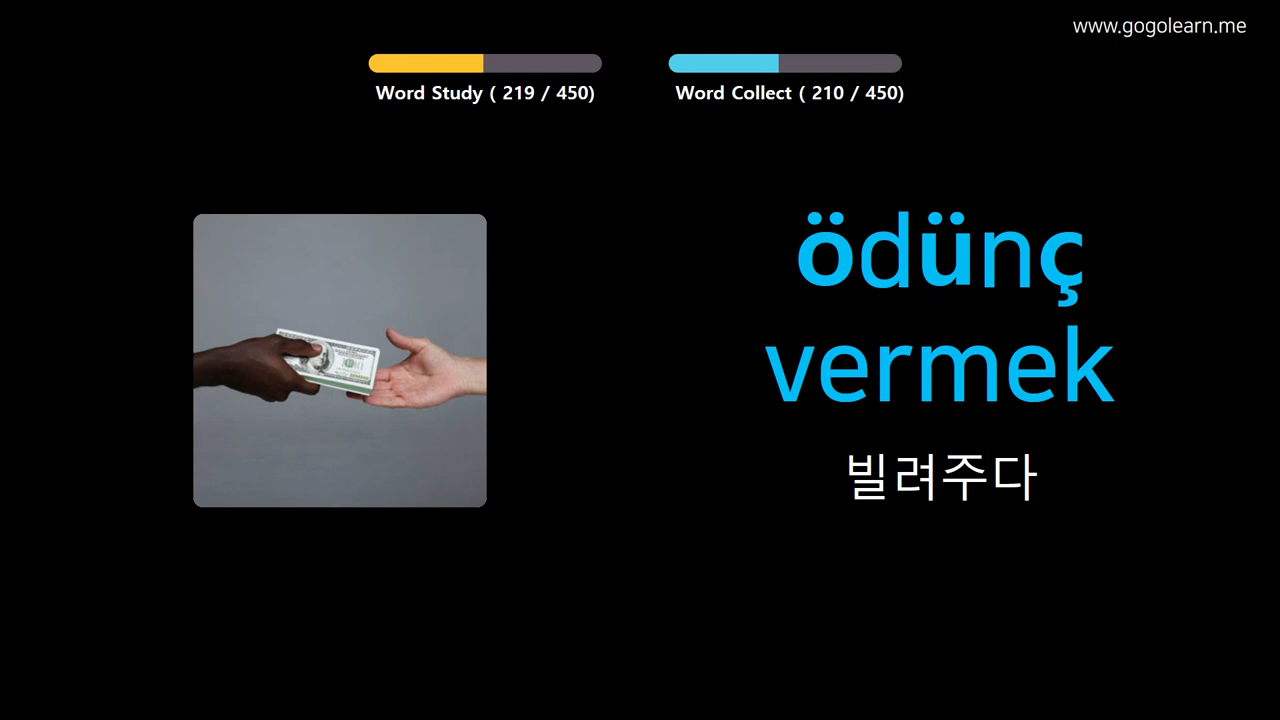 www.gogolearn.me
Word Study ( 219 / 450)
Word Collect ( 210 / 450)
ödünç
vermek
빌려주다